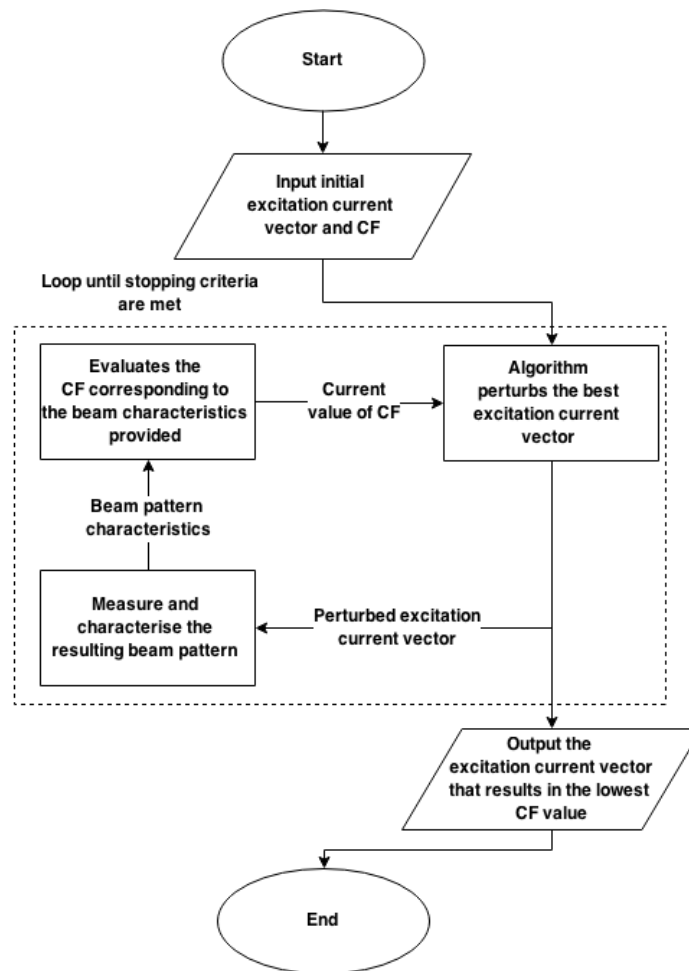 Start
Input initial
excitation current
vector and CF
Loop until stopping criteria
are met
Evaluates the
CF corresponding to
the beam characteristics
provided
Current
value of CF
Algorithm
perturbs the best
excitation current
vector
Beam pattern
characteristics
Measure and
characterise the
resulting beam pattern
Perturbed excitation
current vector
Output the
excitation current vector
that results in the lowest
CF value
End